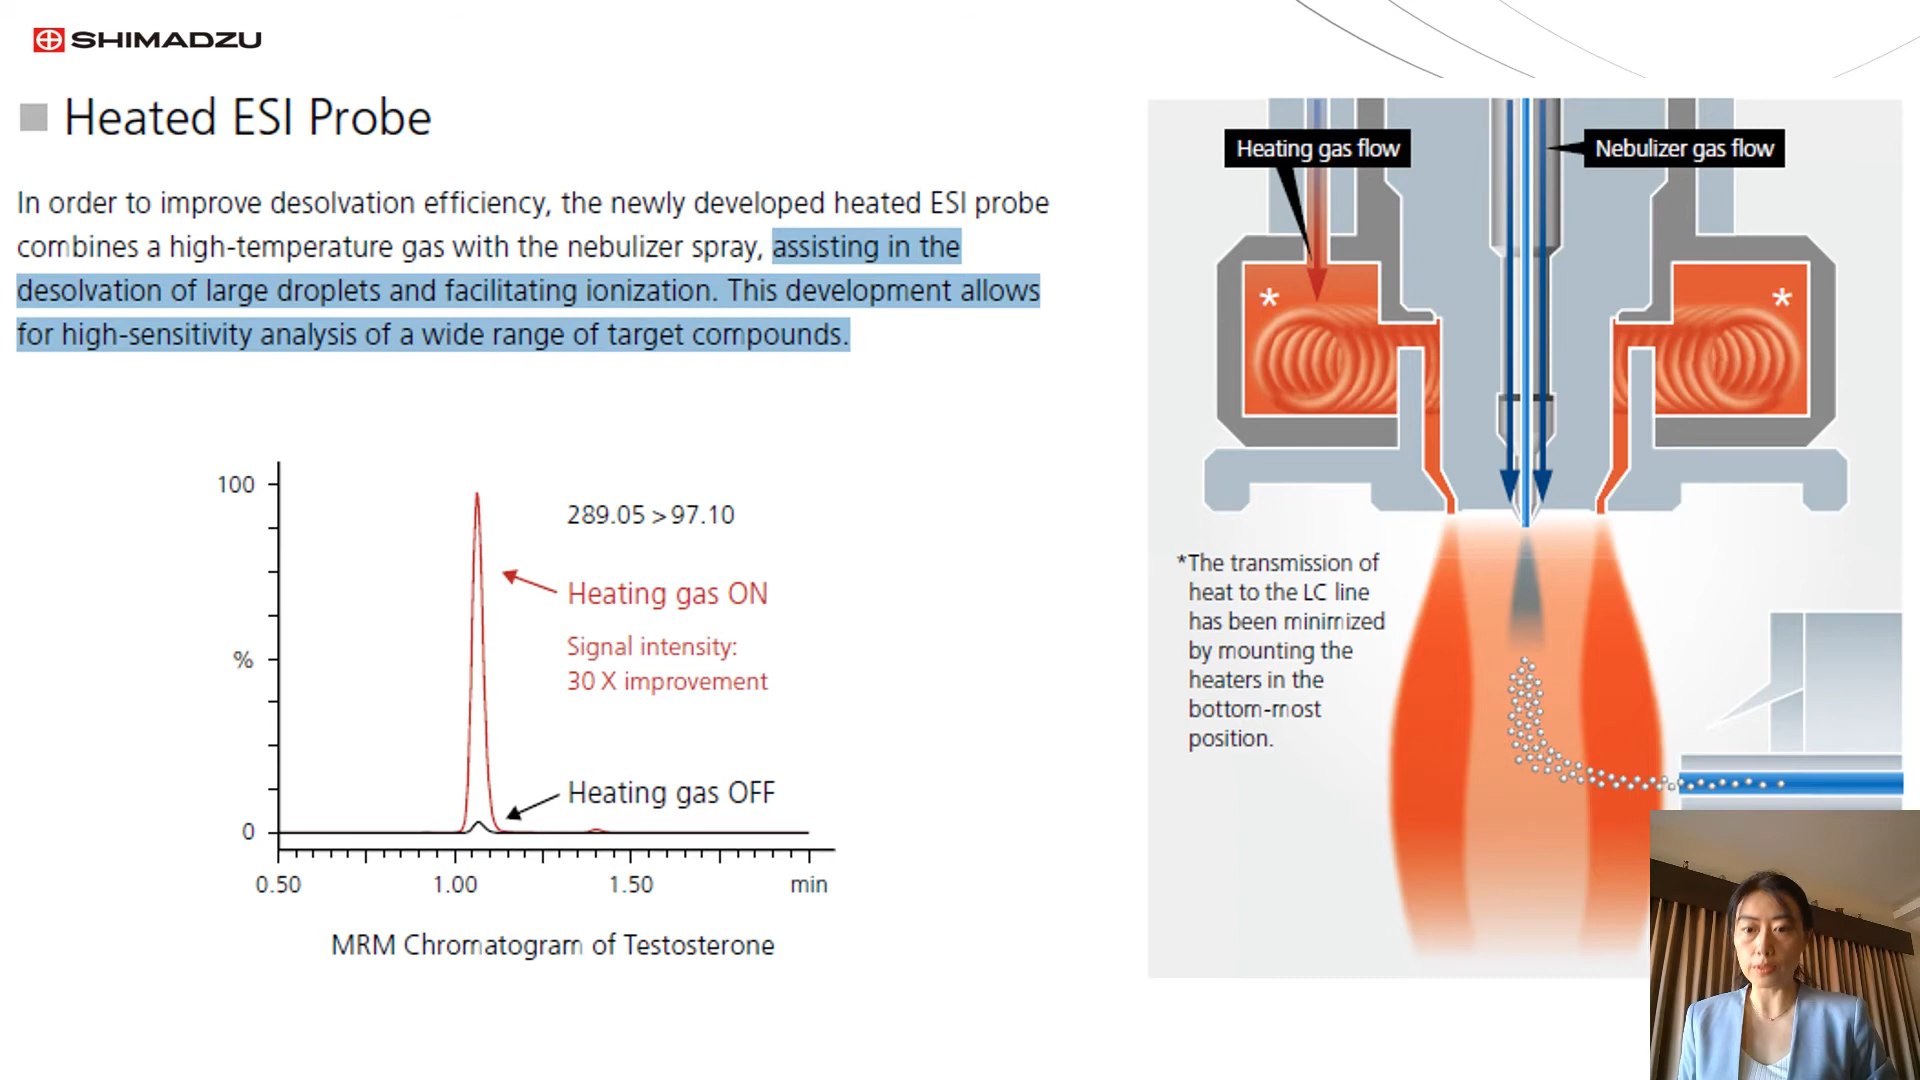 SHIMADZU
Heated ESI Probe
In order to improve desolvation efficiency, the newly developed heated ESI probe
combines a high-temperature gas with the nebulizer spray, assisting in the
desolvation of large droplets and facilitating ionization. This development allows
for high-sensitivity analysis of a wide range of target compounds.
100
%
0
289.05 > 97.10
Heating gas ON
Signal intensity:
30 X improvement
Heating gas OFF
0.50 1.00 1.50 min
MRM Chromatogram of Testosterone
Heating gas flow
Nebulizer gas flow
* *
*The transmission of
heat to the LC line
has been minimized
by mounting the
heaters in the
bottom-most
position.